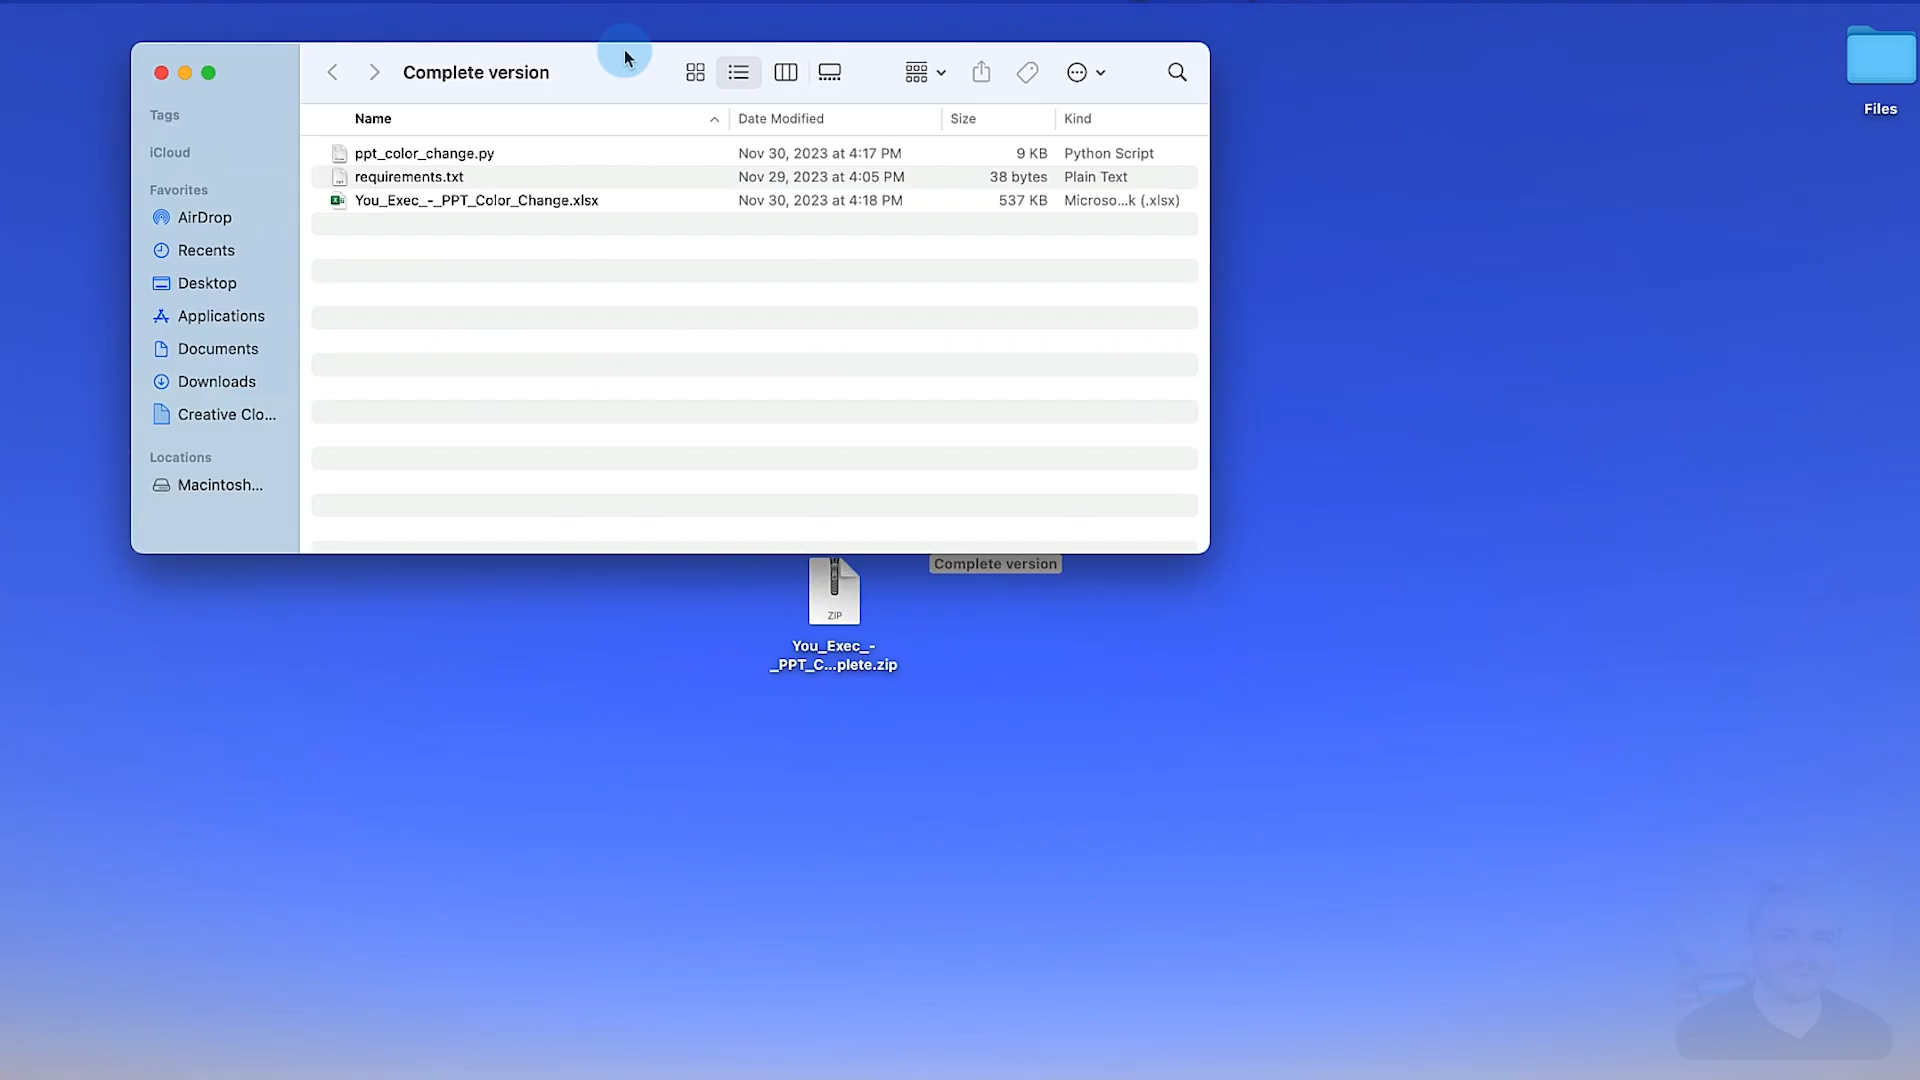 Complete version
Files
Tags
iCloud
Favorites
AirDrop
Recents
Desktop
Applications
Documents
Downloads
Creative Clo...
Locations
Macintosh...
Name Date Modified Size Kind
ppt_color_change.py Nov 30, 2023 at 4:17 PM 9 KB Python Script
requirements.txt Nov 29, 2023 at 4:05 PM 38 bytes Plain Text
You_Exec_-_PPT_Color_Change.xlsx Nov 30, 2023 at 4:18 PM 537 KB Microso...k (.xlsx)
Complete version
ZIP
You_Exec_-
_PPT_C...plete.zip